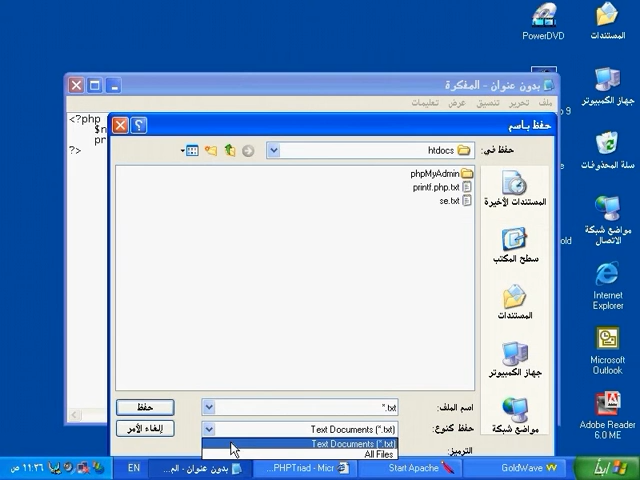 PowerDVD
المستندات
جهاز الكمبيوتر
سلة المحذوفات
مواضع شبكة
الاتصال
Internet
Explorer
Microsoft
Outlook
Adobe Reader
6.0 ME
بدون عنوان - المفكرة
ملف تحرير تنسيق عرض تعليمات
<?php
$n
pr
?>
حفظ باسم
حفظ في:
htdocs
phpMyAdmin
printf.php.txt
se.txt
المستندات الأخيرة
سطح المكتب
المستندات
جهاز الكمبيوتر
مواضع شبكة
اسم الملف:
*.txt
حفظ
حفظ كنوع:
Text Documents (*.txt)
إلغاء الأمر
Text Documents (*.txt)
All Files
الترميز:
ابدأ
GoldWave
Start Apache
PHPTriad - Micr...
بدون عنوان - الم...
EN
١١:٣٦ ص